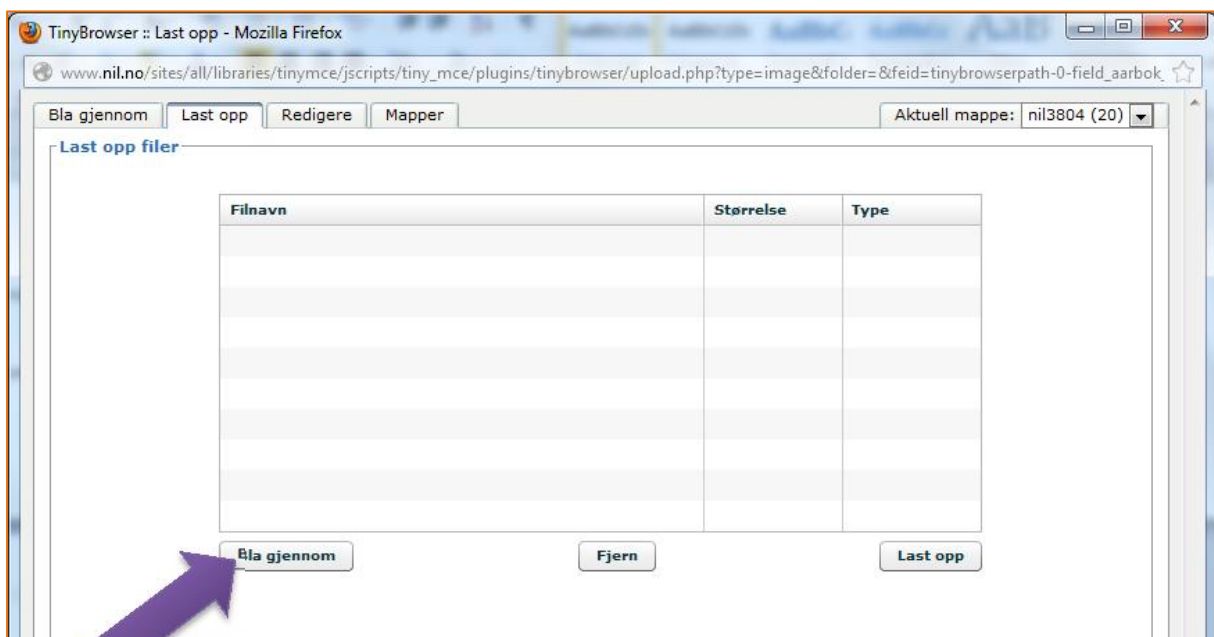 TinyBrowser :: Last opp - Mozilla Firefox
www.nil.no/sites/all/libraries/tinymce/jscripts/tiny_mce/plugins/tinybrowser/upload.php?type=image&folder=&feid=tinybrowserpath-0-field_aarbok_
Bla gjennom Last opp Redigere Mapper Aktuell mappe: nil3804 (20)
Last opp filer
Filnavn Størrelse Type
Bla gjennom Fjern Last opp